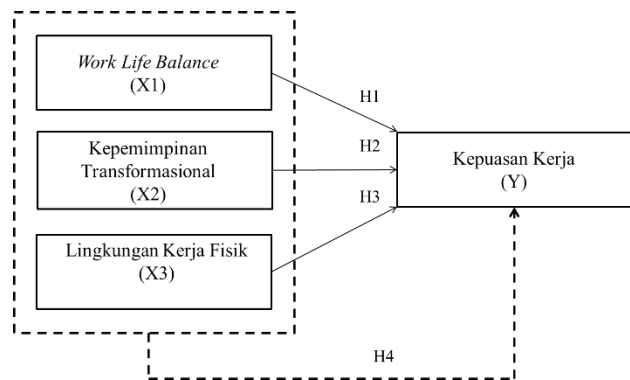 Work Life Balance
(X1)
H1
Kepemimpinan
Transformasional
(X2)
H2
Kepuasan Kerja
(Y)
H3
Lingkungan Kerja Fisik
(X3)
H4